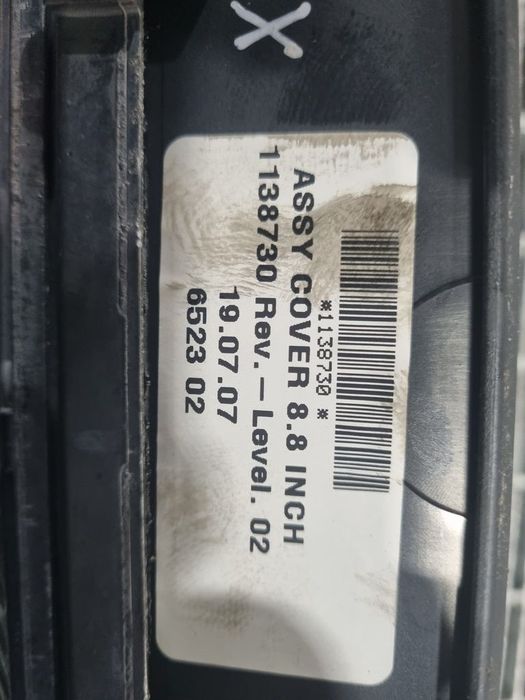 X
*1138730 *
ASSY COVER 8.8 INCH
1138730 Rev. – Level. 02
19.07.07
6523 02